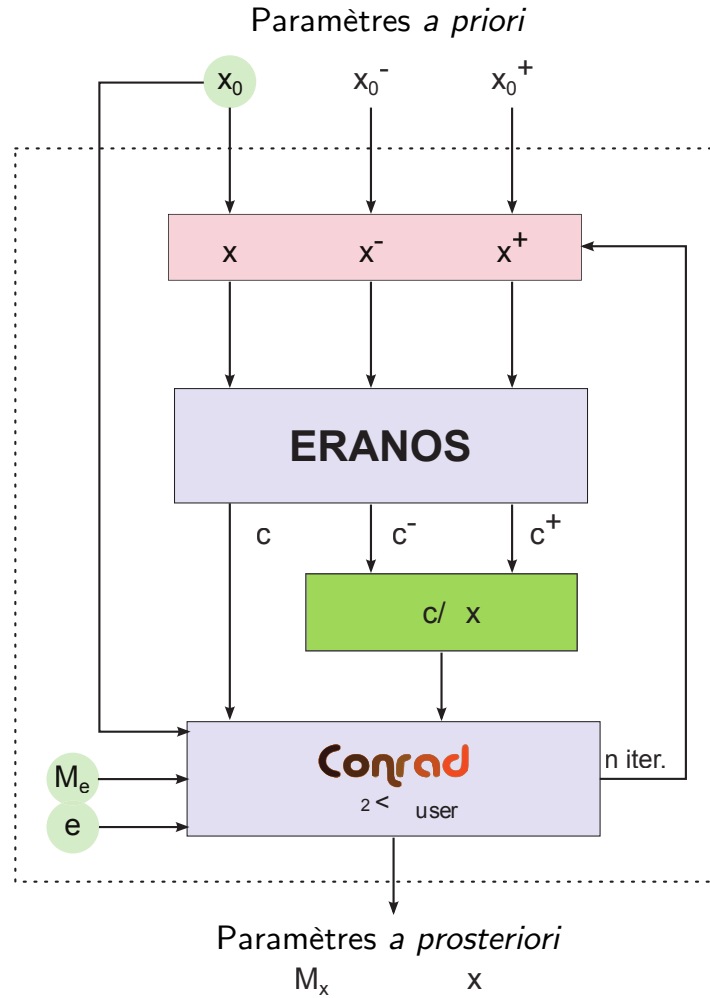 Paramètres a priori
x₀ x₀⁻ x₀⁺
x x⁻ x⁺
ERANOS
c c⁻ c⁺
c/ x
Conrad
n iter.
₂ < user
Mₑ
e
Paramètres a prosteriori
Mₓ x